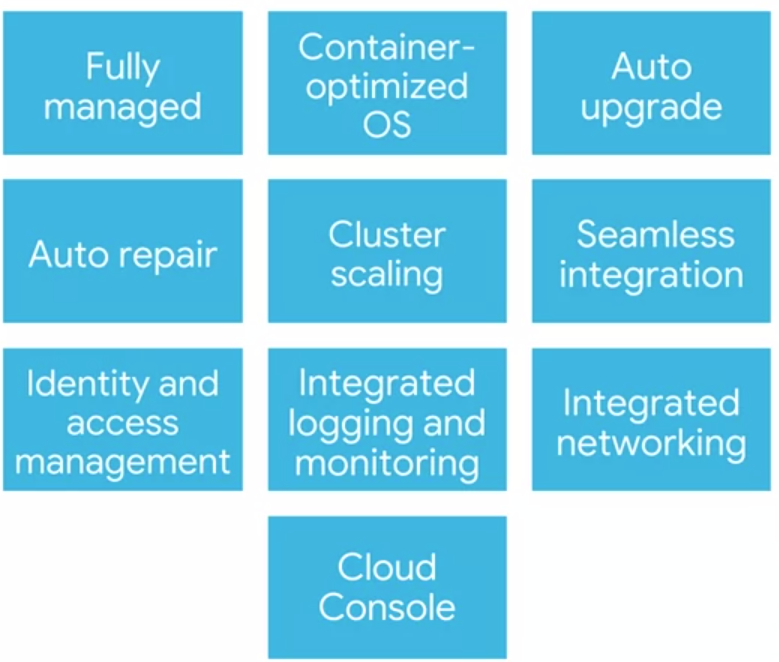 Fully
managed
Container-
optimized
OS
Auto
upgrade
Auto repair
Cluster
scaling
Seamless
integration
Identity and
access
management
Integrated
logging and
monitoring
Integrated
networking
Cloud
Console